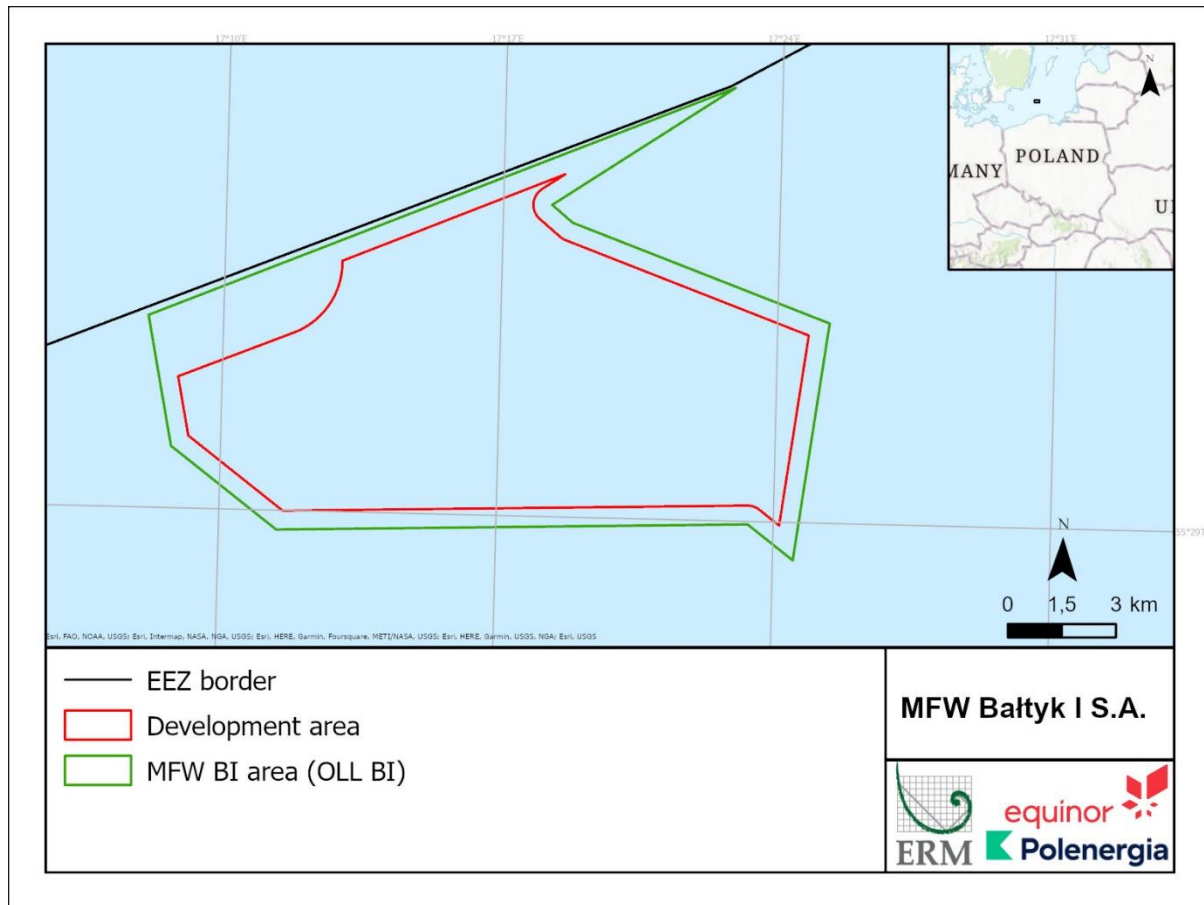 17°10'E 17°17'E 17°24'E 17°31'E
N
POLAND
MANY
U
55°29'
N
0 1,5 3 km
Esri, FAO, NOAA, USGS; Esri, Intermap, NASA, NGA, USGS; Esri, HERE, Garmin, Foursquare, METI/NASA, USGS; Esri, HERE, Garmin, USGS, NGA; Esri, USGS
EEZ border
Development area
MFW BI area (OLL BI)
MFW Bałtyk I S.A.
ERM
equinor
Polenergia